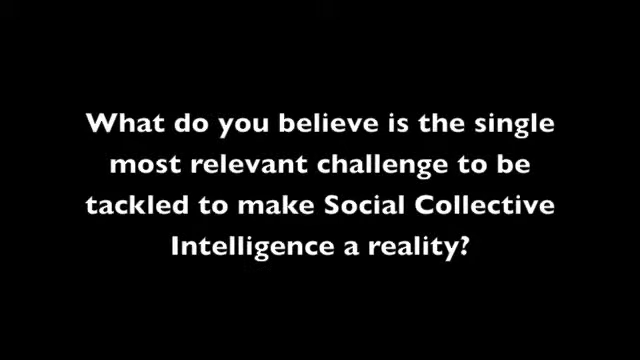 What do you believe is the single
most relevant challenge to be
tackled to make Social Collective
Intelligence a reality?